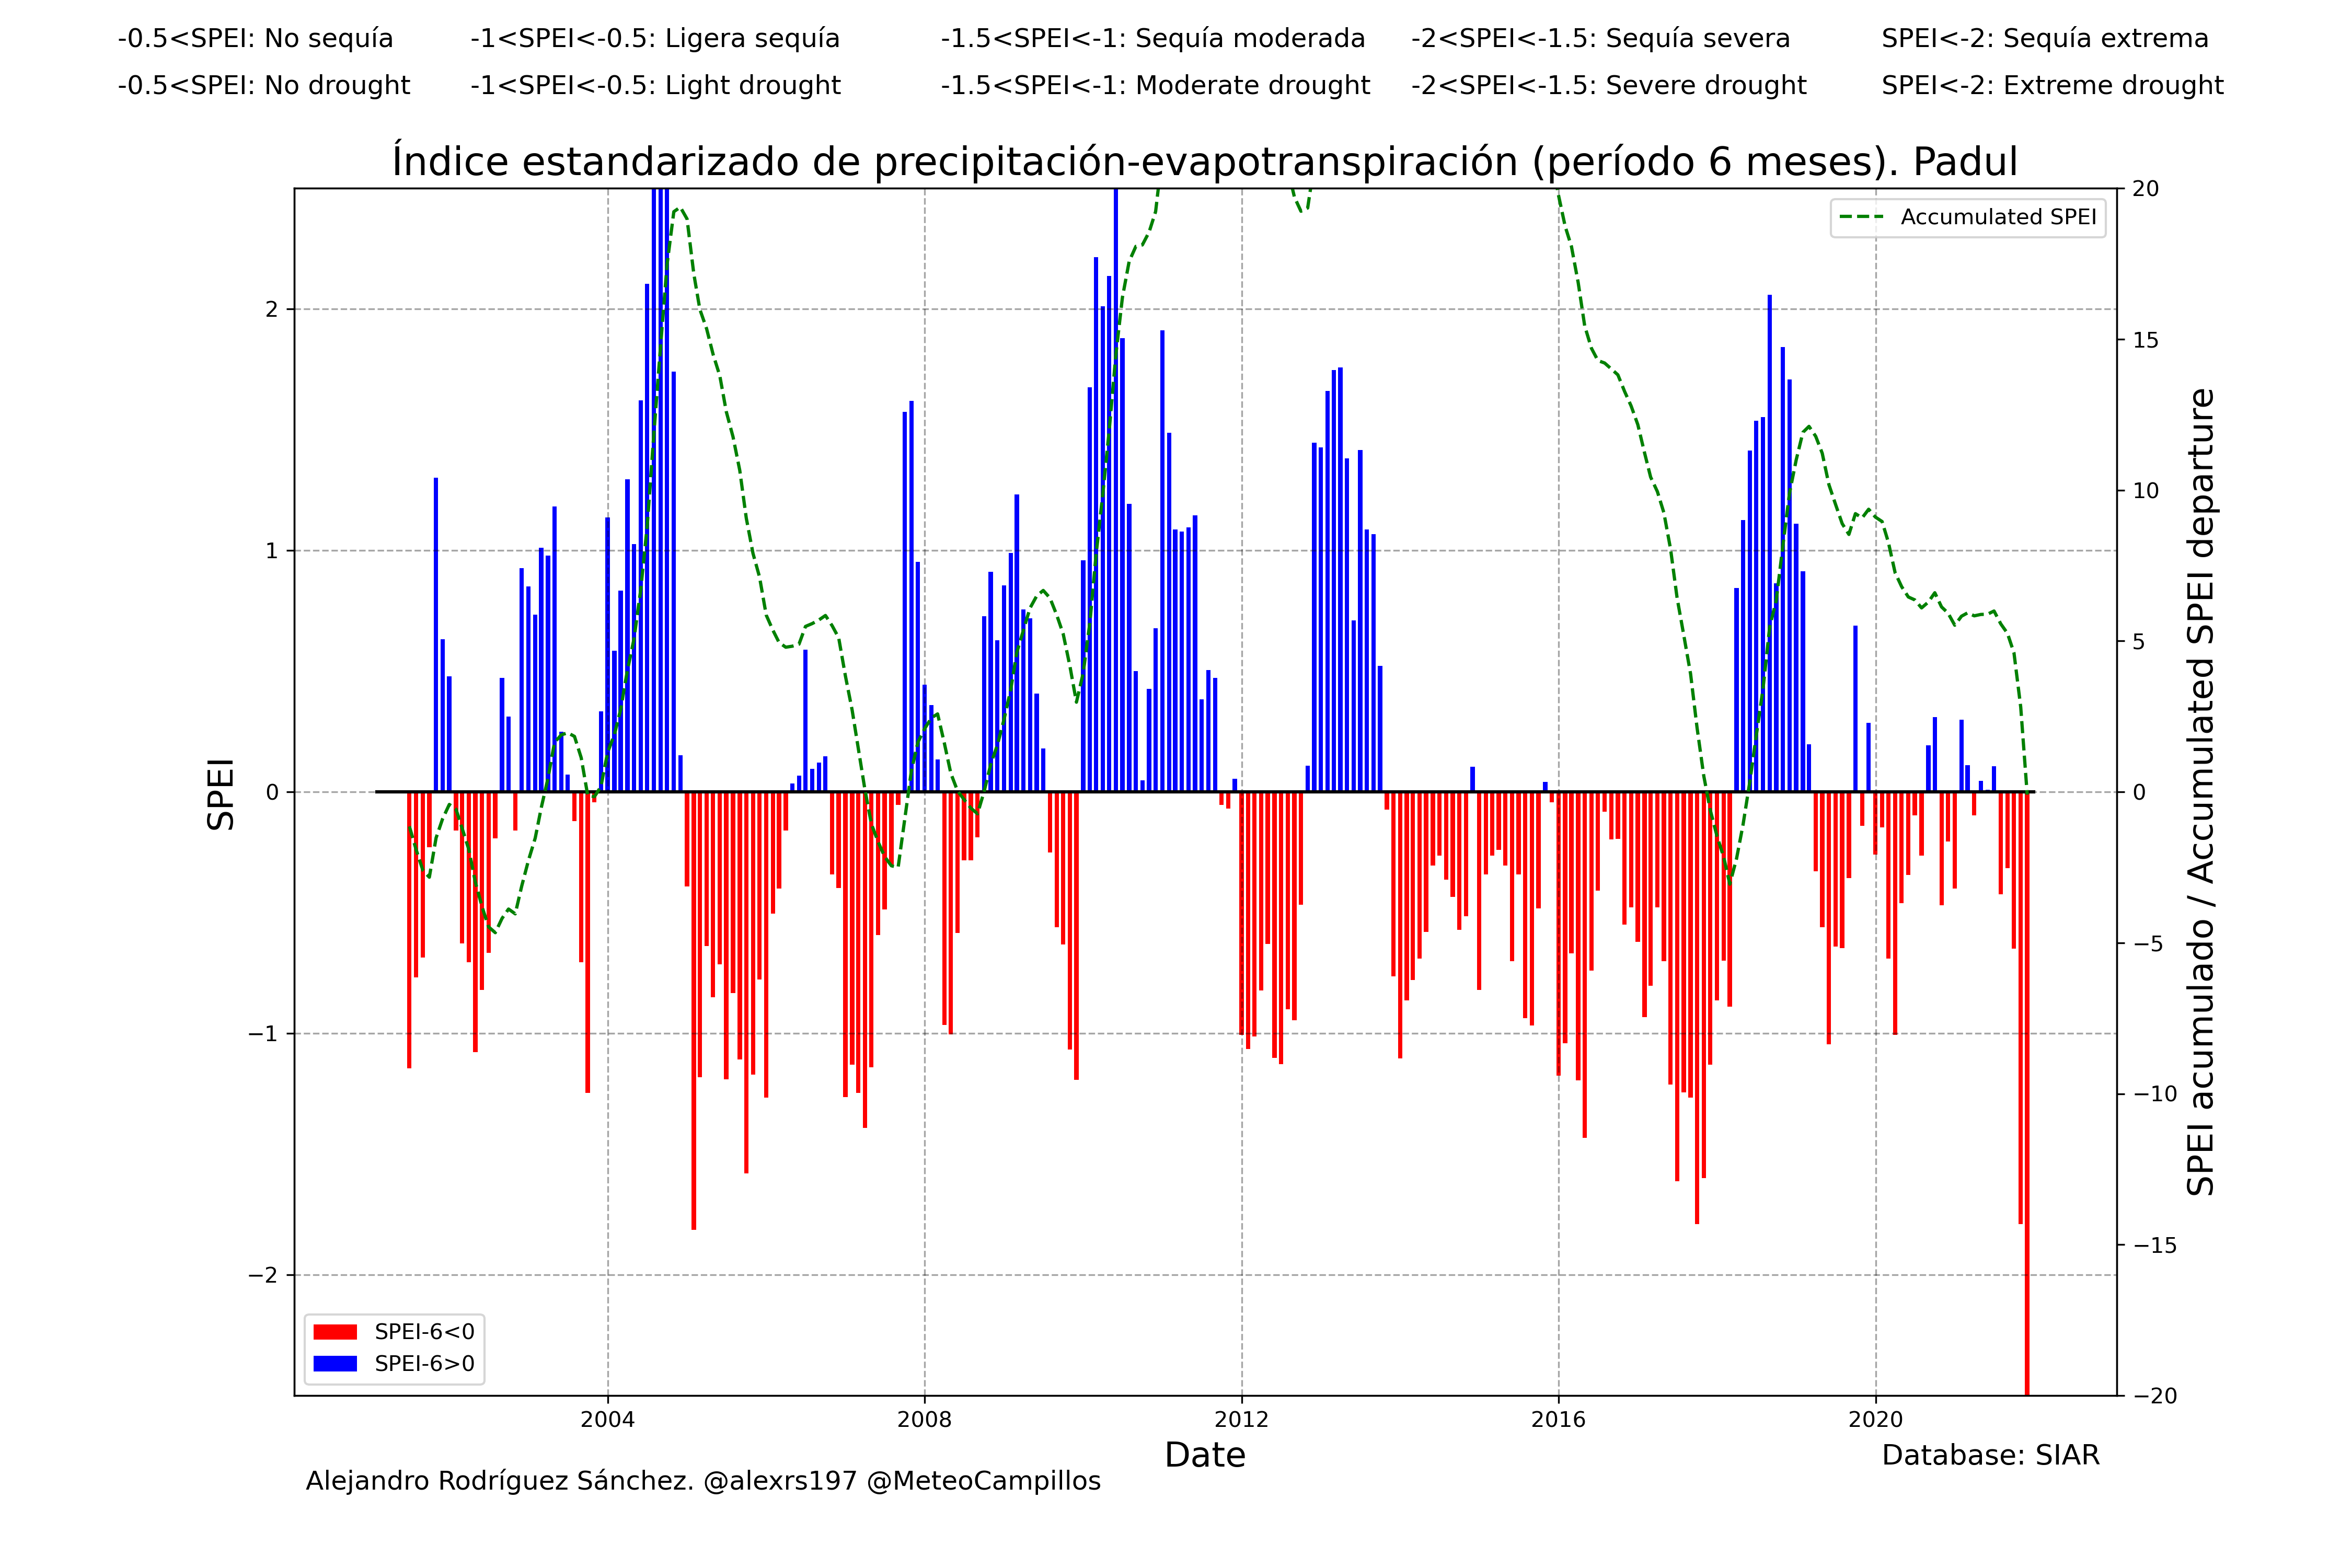 -0.5<SPEI: No sequía -1<SPEI<-0.5: Ligera sequía -1.5<SPEI<-1: Sequía moderada -2<SPEI<-1.5: Sequía severa SPEI<-2: Sequía extrema
-0.5<SPEI: No drought -1<SPEI<-0.5: Light drought -1.5<SPEI<-1: Moderate drought -2<SPEI<-1.5: Severe drought SPEI<-2: Extreme drought
Índice estandarizado de precipitación-evapotranspiración (período 6 meses). Padul
SPEI
2
1
0
−1
−2
Accumulated SPEI
20
15
10
5
0
−5
−10
−15
−20
SPEI acumulado / Accumulated SPEI departure
SPEI-6<0
SPEI-6>0
2004 2008 2012 2016 2020
Date
Database: SIAR
Alejandro Rodríguez Sánchez. @alexrs197 @MeteoCampillos